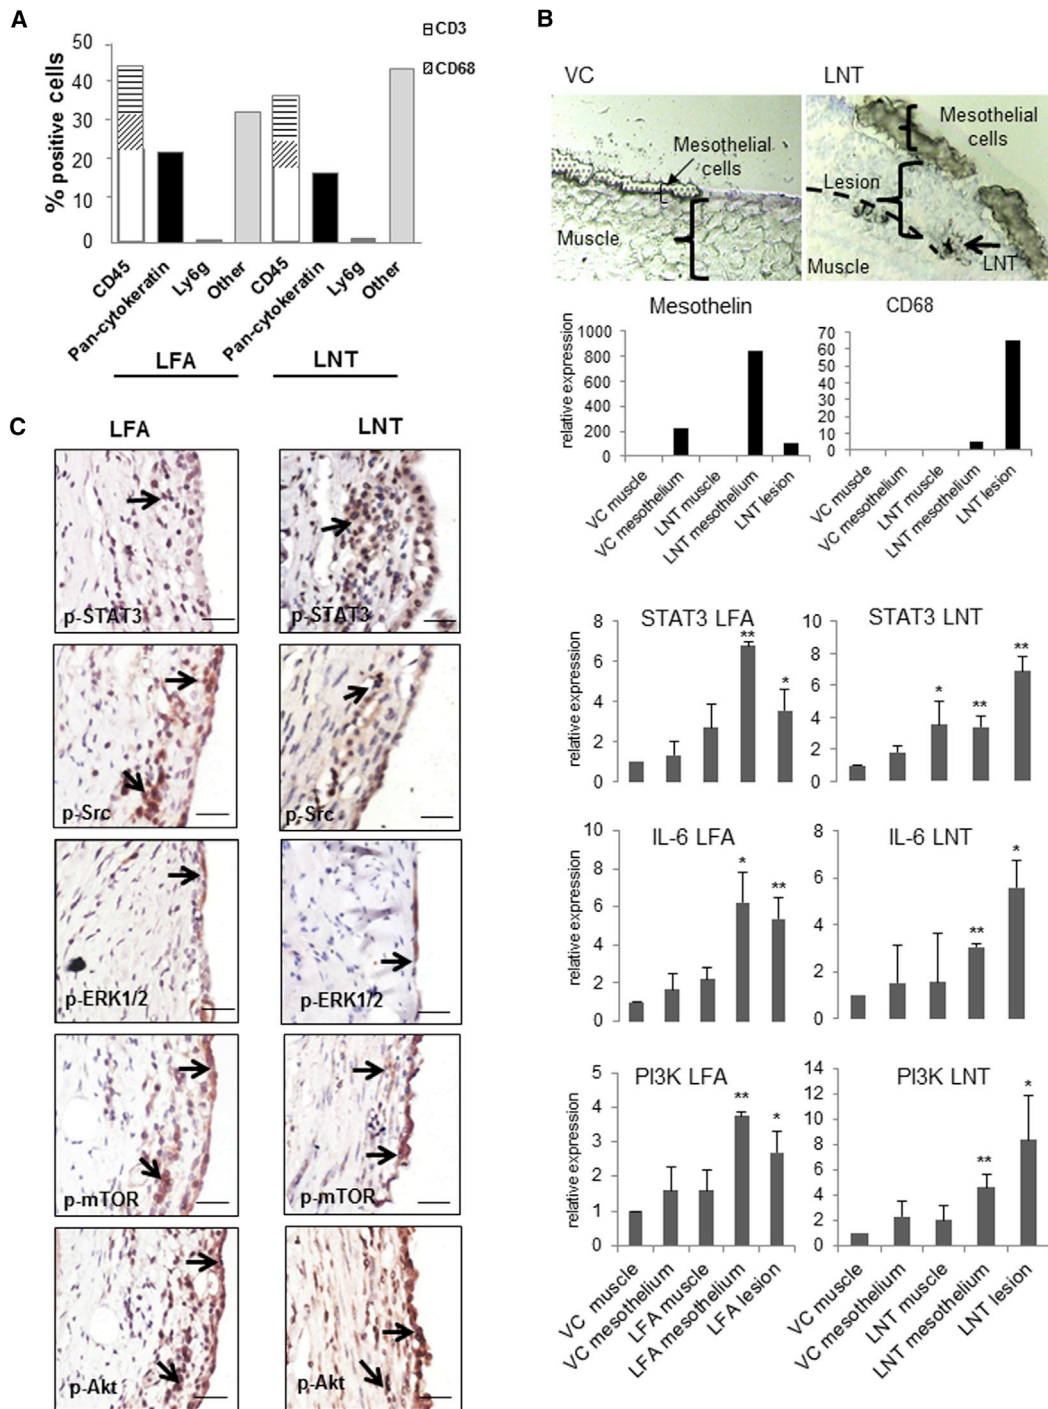 A
% positive cells
50
40
30
20
10
0
CD3
CD68
CD45
Pan-cytokeratin
Ly6g
Other
CD45
Pan-cytokeratin
Ly6g
Other
LFA
LNT
B
VC
LNT
Mesothelial
cells
Muscle
Mesothelial
cells
Lesion
Muscle
LNT
Mesothelin
relative expression
1000
800
600
400
200
0
VC muscle
VC mesothelium
LNT muscle
LNT mesothelium
LNT lesion
CD68
70
60
50
40
30
20
10
0
VC muscle
VC mesothelium
LNT muscle
LNT mesothelium
LNT lesion
STAT3 LFA
relative expression
8
6
4
2
0
**
*
STAT3 LNT
10
8
6
4
2
0
*
**
**
IL-6 LFA
relative expression
10
8
6
4
2
0
*
**
IL-6 LNT
8
6
4
2
0
**
*
PI3K LFA
relative expression
5
4
3
2
1
0
**
*
VC muscle
VC mesothelium
LFA muscle
LFA mesothelium
LFA lesion
PI3K LNT
14
12
10
8
6
4
2
0
**
*
VC muscle
VC mesothelium
LNT muscle
LNT mesothelium
LNT lesion
C
LFA
LNT
p-STAT3
p-STAT3
p-Src
p-Src
p-ERK1/2
p-ERK1/2
p-mTOR
p-mTOR
p-Akt
p-Akt